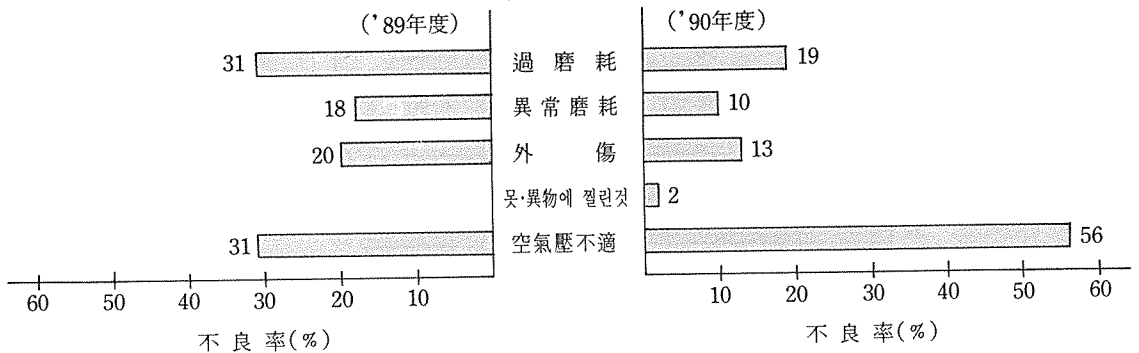 ('89年度) ('90年度)
31 過磨耗 19
18 異常磨耗 10
20 外傷 13
못·異物에 찔린것 2
31 空氣壓不適 56
60 50 40 30 20 10 10 20 30 40 50 60
不良率(%) 不良率(%)